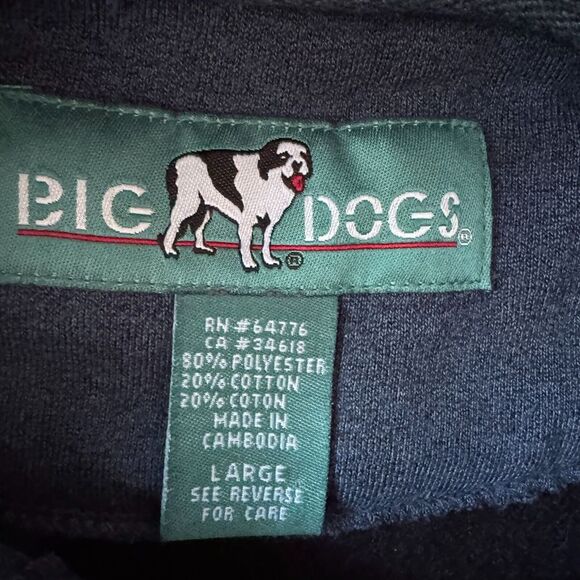 BIG DOGS®
®
RN #64776
CA #34618
80% POLYESTER
20% COTTON
20% COTON
MADE IN
CAMBODIA
LARGE
SEE REVERSE
FOR CARE